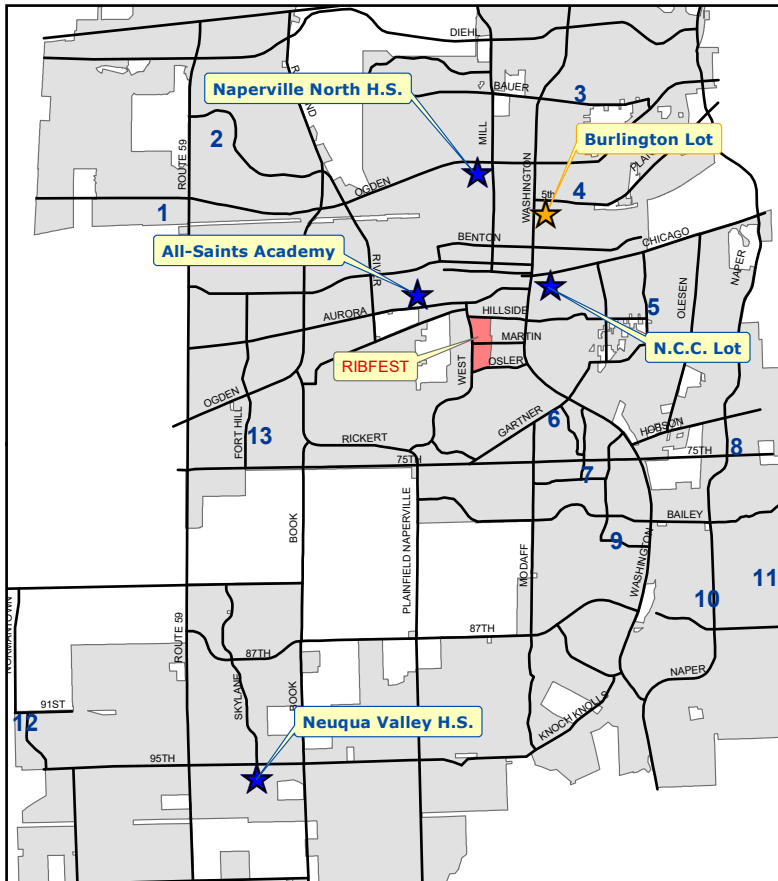 DIEHL
Naperville North H.S.
BAUER
3
MILL
ROUTE 59
2
Burlington Lot
WASHINGTON
OGDEN
5th
4
1
BENTON
CHICAGO
All-Saints Academy
RIVER
NAPER
OLESEN
AURORA
HILLSIDE
5
MARTIN
N.C.C. Lot
RIBFEST
WEST
OSLER
OGDEN
FORT HILL
13
RICKERT
GARTNER
6
HOBSON
8
75TH
75TH
7
BAILEY
BOOK
PLAINFIELD NAPERVILLE
MODAFF
9
WASHINGTON
11
10
NORMANTOWN
ROUTE 59
87TH
87TH
SKYLANE
BOOK
NAPER
91ST
12
Neuqua Valley H.S.
KNOCH KNOLLS
95TH